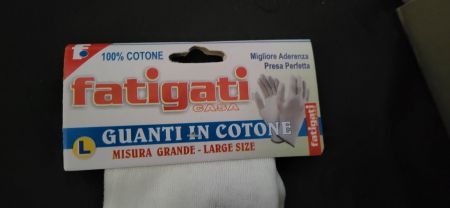 f
100% COTONE
Migliore Aderenza
Presa Perfetta
fatigati
CASA
fatigati
L
GUANTI IN COTONE
MISURA GRANDE - LARGE SIZE